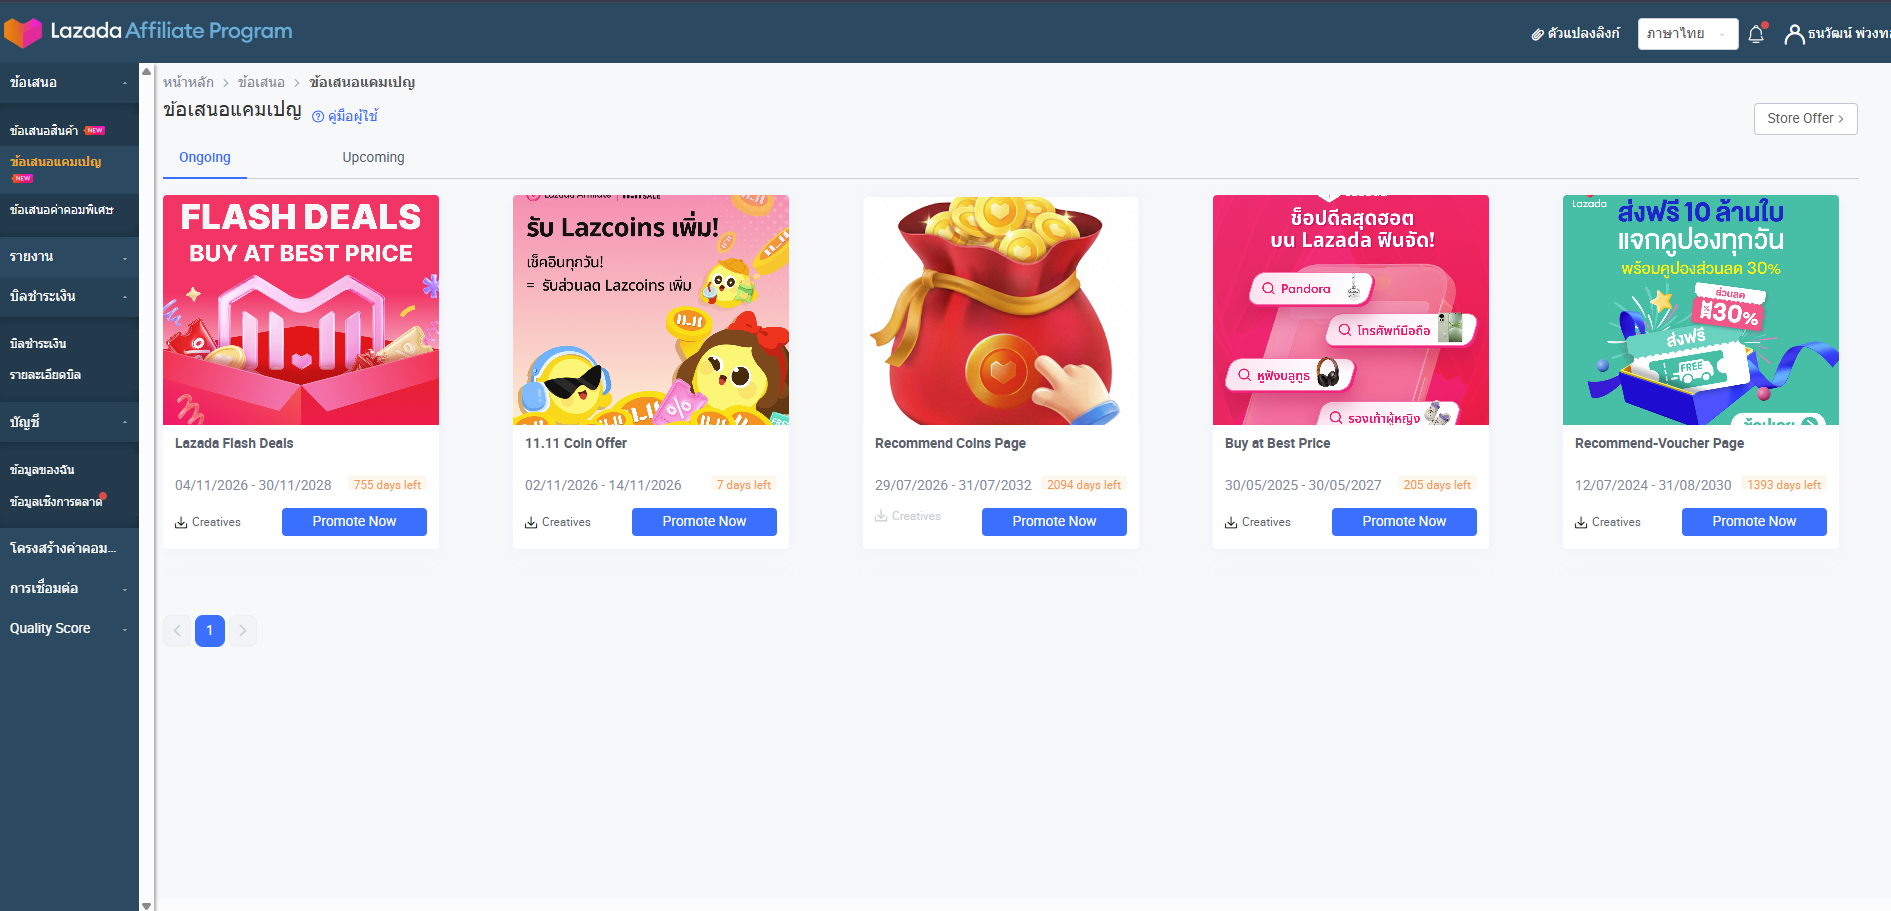 Lazada Affiliate Program
ตัวแปลงลิงก์
ภาษาไทย
ธนวัฒน์ พ่วงทอ
ข้อเสนอ
ข้อเสนอสินค้า NEW
ข้อเสนอแคมเปญ
NEW
ข้อเสนอค่าคอมพิเศษ
รายงาน
บิลชำระเงิน
บิลชำระเงิน
รายละเอียดบิล
บัญชี
ข้อมูลของฉัน
ข้อมูลเชิงการตลาด
โครงสร้างค่าคอม...
การเชื่อมต่อ
Quality Score
หน้าหลัก > ข้อเสนอ > ข้อเสนอแคมเปญ
ข้อเสนอแคมเปญ
คู่มือผู้ใช้
Store Offer >
Ongoing
Upcoming
FLASH DEALS
BUY AT BEST PRICE
11.11
Lazada Flash Deals
04/11/2026 - 30/11/2028
755 days left
Creatives
Promote Now
รับ Lazcoins เพิ่ม!
เช็คอินทุกวัน!
= รับส่วนลด Lazcoins เพิ่ม
11.11
11.11 Coin Offer
02/11/2026 - 14/11/2026
7 days left
Creatives
Promote Now
Recommend Coins Page
29/07/2026 - 31/07/2032
2094 days left
Creatives
Promote Now
ช็อปดีลสุดฮอต
บน Lazada ฟินจัด!
Pandora
โทรศัพท์มือถือ
หูฟังบลูทูธ
รองเท้าผู้หญิง
Buy at Best Price
30/05/2025 - 30/05/2027
205 days left
Creatives
Promote Now
Lazada
ส่งฟรี 10 ล้านใบ
แจกคูปองทุกวัน
พร้อมคูปองส่วนลด 30%
ส่วนลด
30%
ส่งฟรี
FREE
Recommend-Voucher Page
12/07/2024 - 31/08/2030
1393 days left
Creatives
Promote Now
1